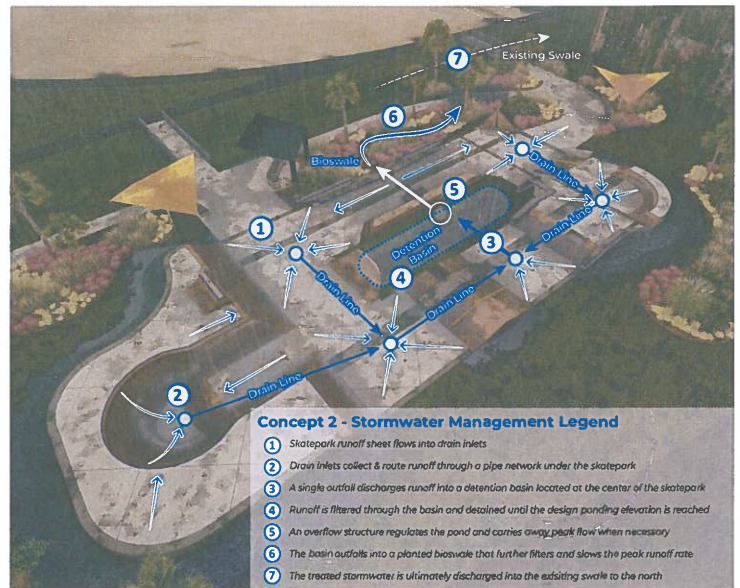 7
Existing Swale
6
Bioswale
Drain Line
5
Drain Line
1
Detention
Basin
3
4
Drain Line
Drain Line
2
Drain Line
Concept 2 - Stormwater Management Legend
1 Skatepark runoff sheet flows into drain inlets
2 Drain inlets collect & route runoff through a pipe network under the skatepark
3 A single outfall discharges runoff into a detention basin located at the center of the skatepark
4 Runoff is filtered through the basin and detained until the design ponding elevation is reached
5 An overflow structure regulates the pond and carries away peak flow when necessary
6 The basin outfalls into a planted bioswale that further filters and slows the peak runoff rate
7 The treated stormwater is ultimately discharged into the exisiting swale to the north